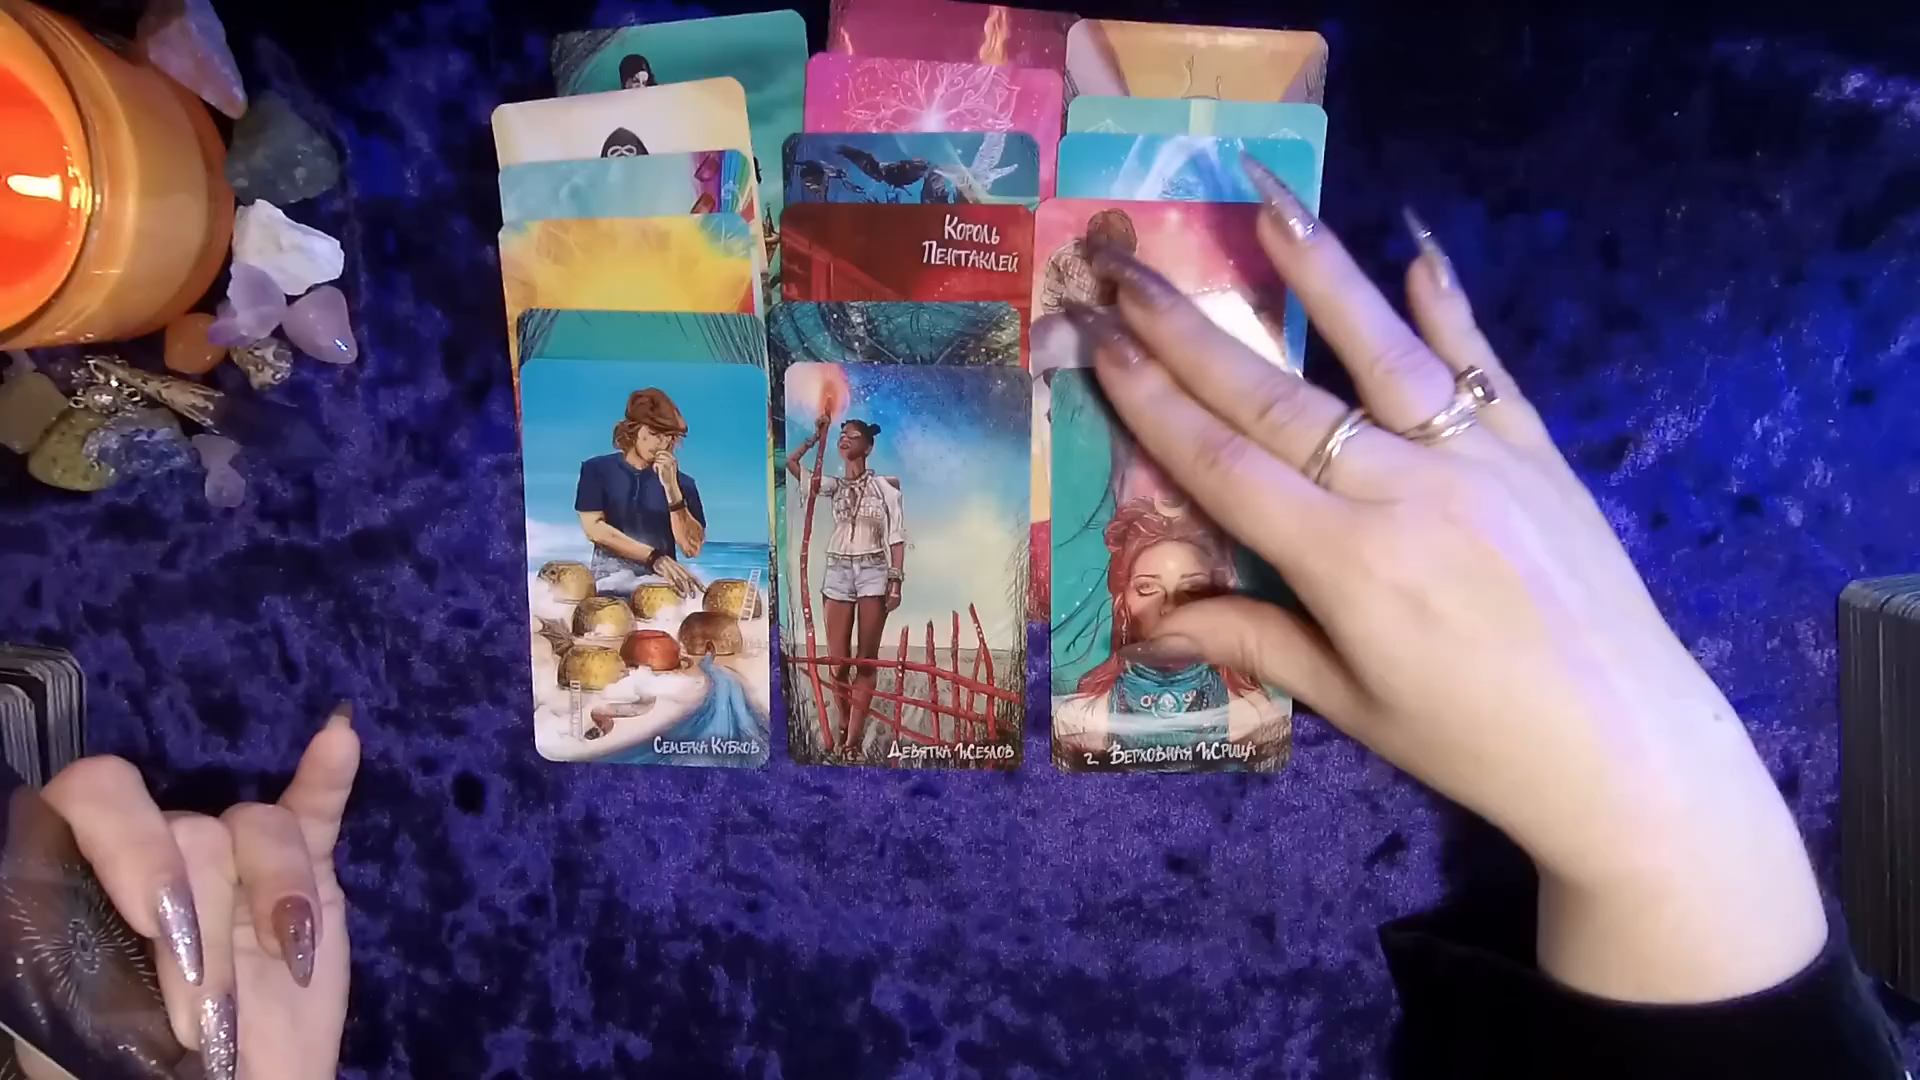 Король
Пентаклей
Семерка Кубков
Девятка Жезлов
2 Верховная Жрица